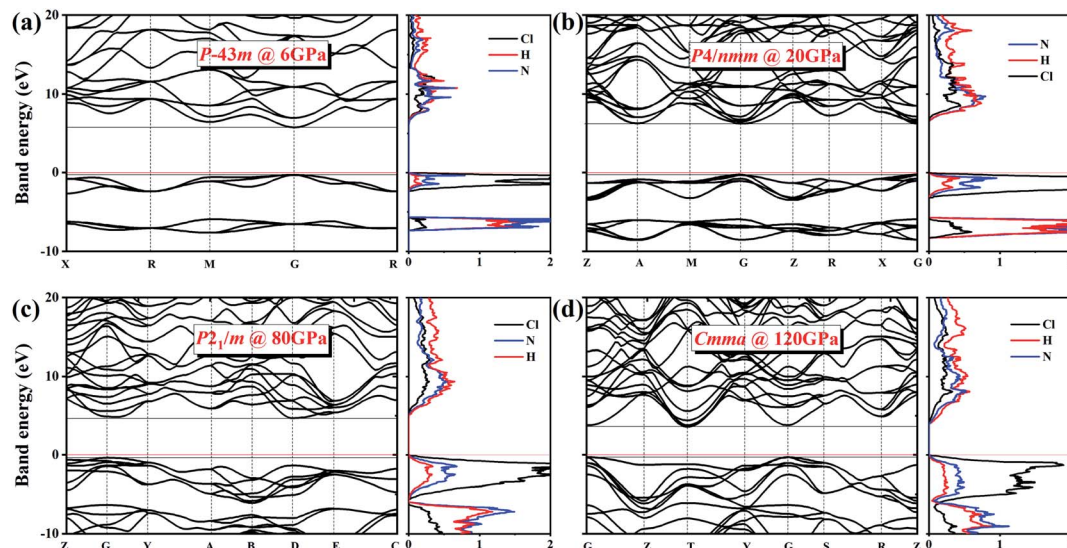 (a)
P-43m @ 6GPa
Cl
H
N
Band energy (eV)
20
10
0
-10
X R M G R
0 1 2
(b)
P4/nmm @ 20GPa
N
H
Cl
Z A M G Z R X G
0 1
(c)
P2₁/m @ 80GPa
Cl
N
H
Band energy (eV)
20
10
0
-10
Z G Y A B D E C
0 1 2
(d)
Cmma @ 120GPa
Cl
H
N
G Z T Y G S R Z
0 1